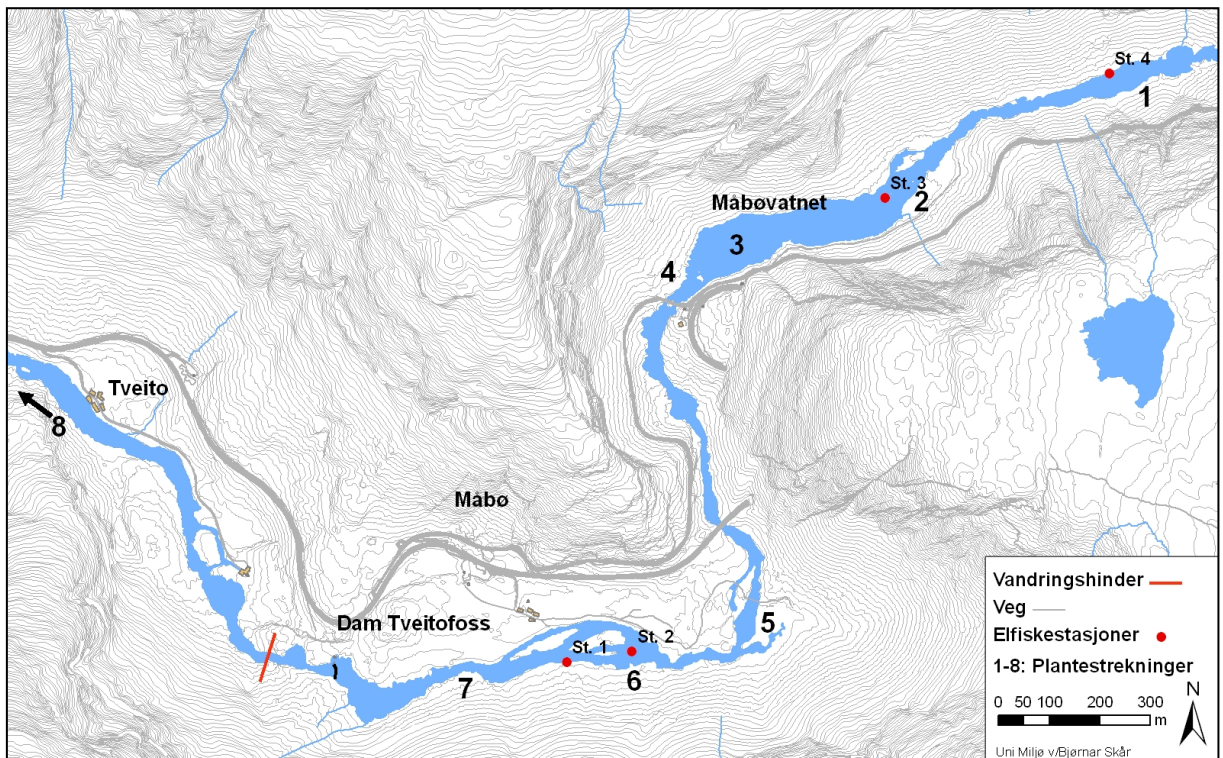 St. 4
1
St. 3
2
Måbøvatnet
3
4
Tveito
8
Måbø
Dam Tveitofoss
5
St. 2
St. 1
6
7
Vandringshinder
Veg
Elfiskestasjoner
1-8: Plantestrekninger
N
0 50 100 200 300
m
Uni Miljø v/Bjørnar Skår